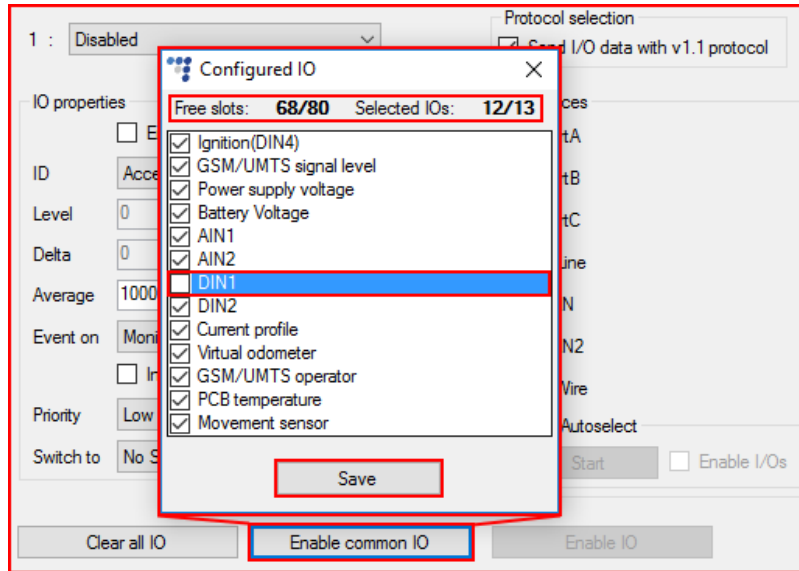 Protocol selection
1 : Disabled
Send I/O data with v1.1 protocol
Configured IO
Free slots: 68/80 Selected IOs: 12/13
Ignition(DIN4)
GSM/UMTS signal level
Power supply voltage
Battery Voltage
AIN1
AIN2
DIN1
DIN2
Current profile
Virtual odometer
GSM/UMTS operator
PCB temperature
Movement sensor
Save
IO properties
ID
Level 0
Delta 0
Average 1000
Event on
Priority Low
Switch to
Autoselect
Start Enable I/Os
Clear all IO Enable common IO Enable IO